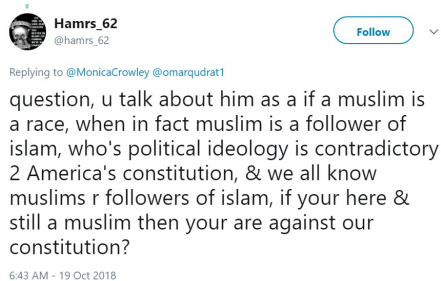 Hamrs_62
@hamrs_62
Follow
Replying to @MonicaCrowley @omarqudrat1
question, u talk about him as a if a muslim is
a race, when in fact muslim is a follower of
islam, who's political ideology is contradictory
2 America's constitution, & we all know
muslims r followers of islam, if your here &
still a muslim then your are against our
constitution?
6:43 AM - 19 Oct 2018